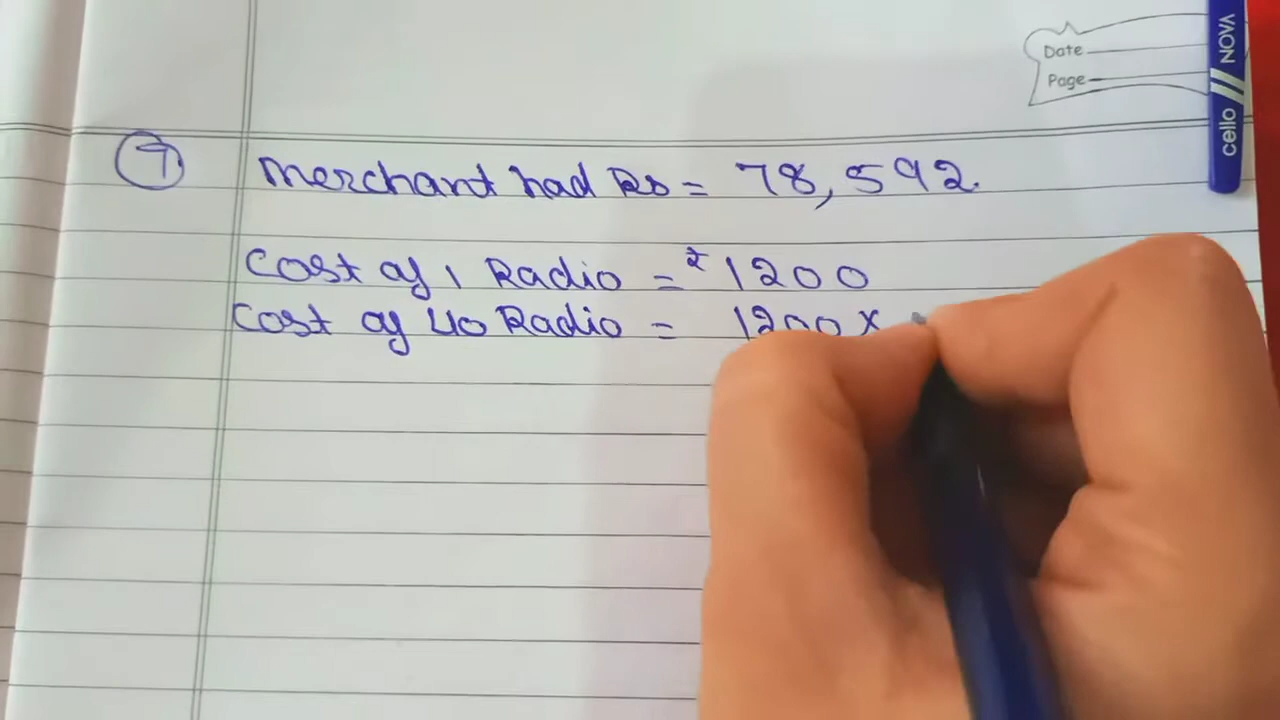 Date
Page
cello NOVA
7 Merchant had Rs = 78,592.
Cost of 1 Radio = ₹ 1200
Cost of 40 Radio = 1200 x